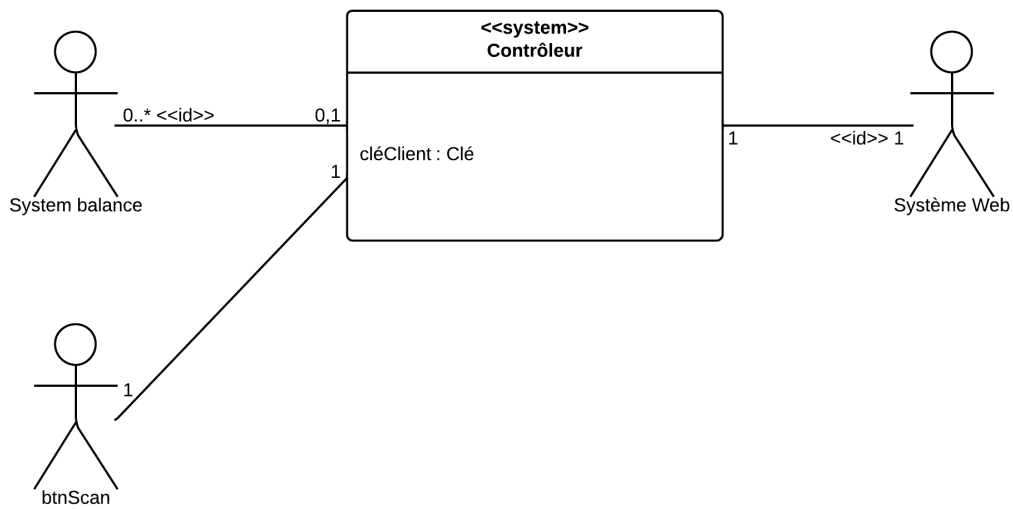 <<system>>
Contrôleur
0..* <<id>>
0,1
1
<<id>> 1
cléClient : Clé
1
System balance
Système Web
1
btnScan